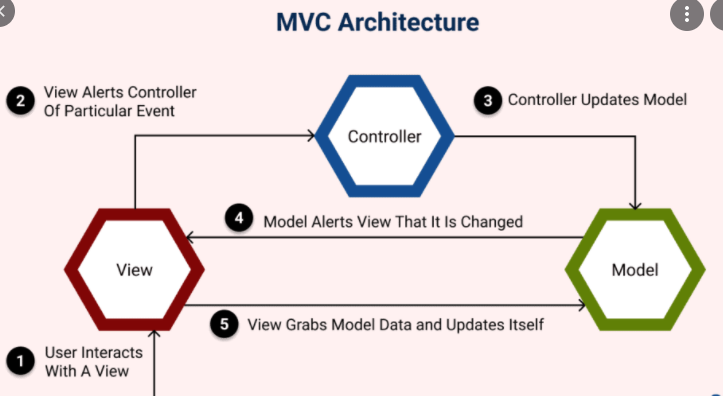 MVC Architecture
2
View Alerts Controller
Of Particular Event
Controller
3
Controller Updates Model
4
Model Alerts View That It Is Changed
View
Model
5
View Grabs Model Data and Updates Itself
1
User Interacts
With A View